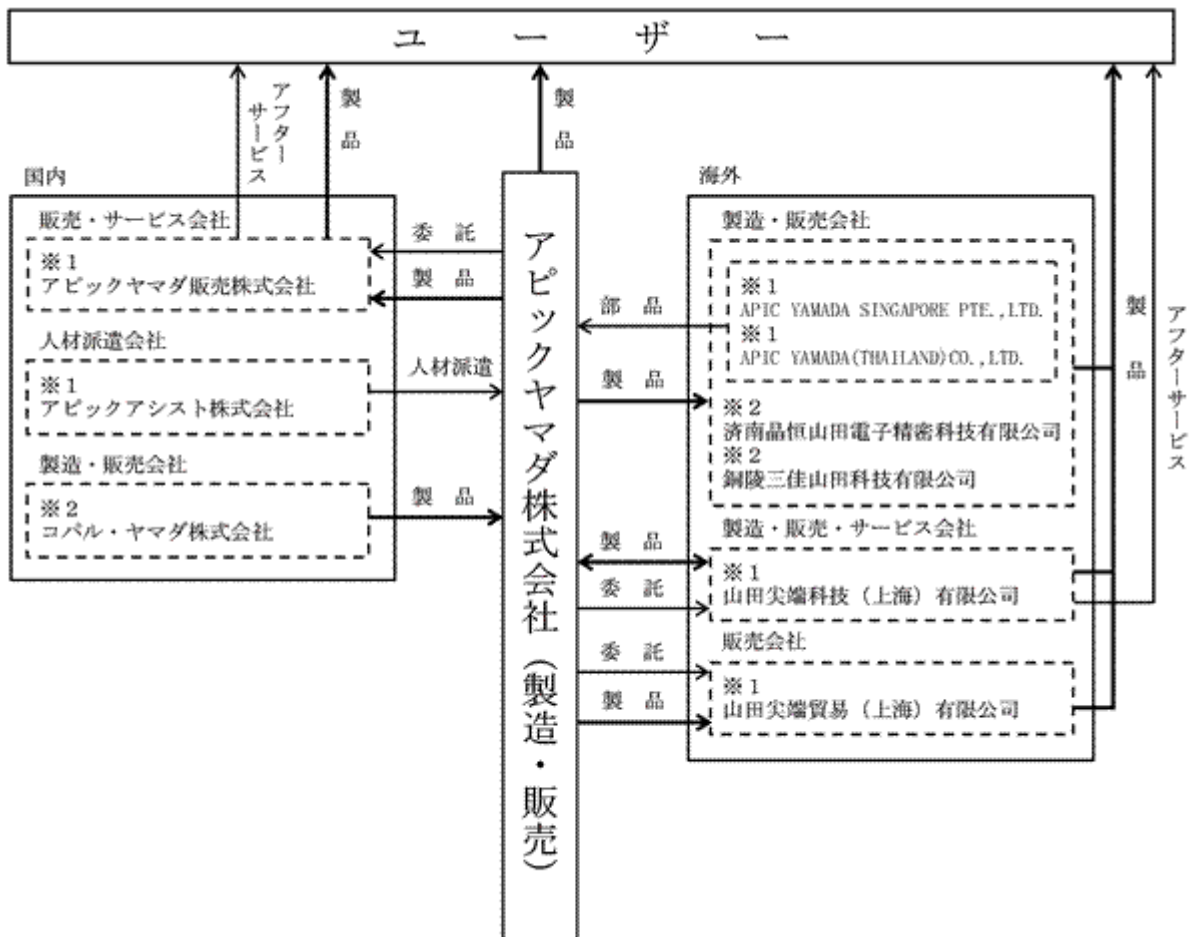 ユーザー
アフターサービス
製品
製品
国内
販売・サービス会社
※1
アピックヤマダ販売株式会社
人材派遣会社
※1
アピックアシスト株式会社
製造・販売会社
※2
コパル・ヤマダ株式会社
委託
製品
人材派遣
製品
アピックヤマダ株式会社（製造・販売）
部品
製品
製品
委託
委託
製品
海外
製造・販売会社
※1
APIC YAMADA SINGAPORE PTE.,LTD.
※1
APIC YAMADA(THAILAND)CO.,LTD.
※2
済南晶恒山田電子精密科技有限公司
※2
銅陵三佳山田科技有限公司
製造・販売・サービス会社
※1
山田尖端科技（上海）有限公司
販売会社
※1
山田尖端貿易（上海）有限公司
製品
アフターサービス